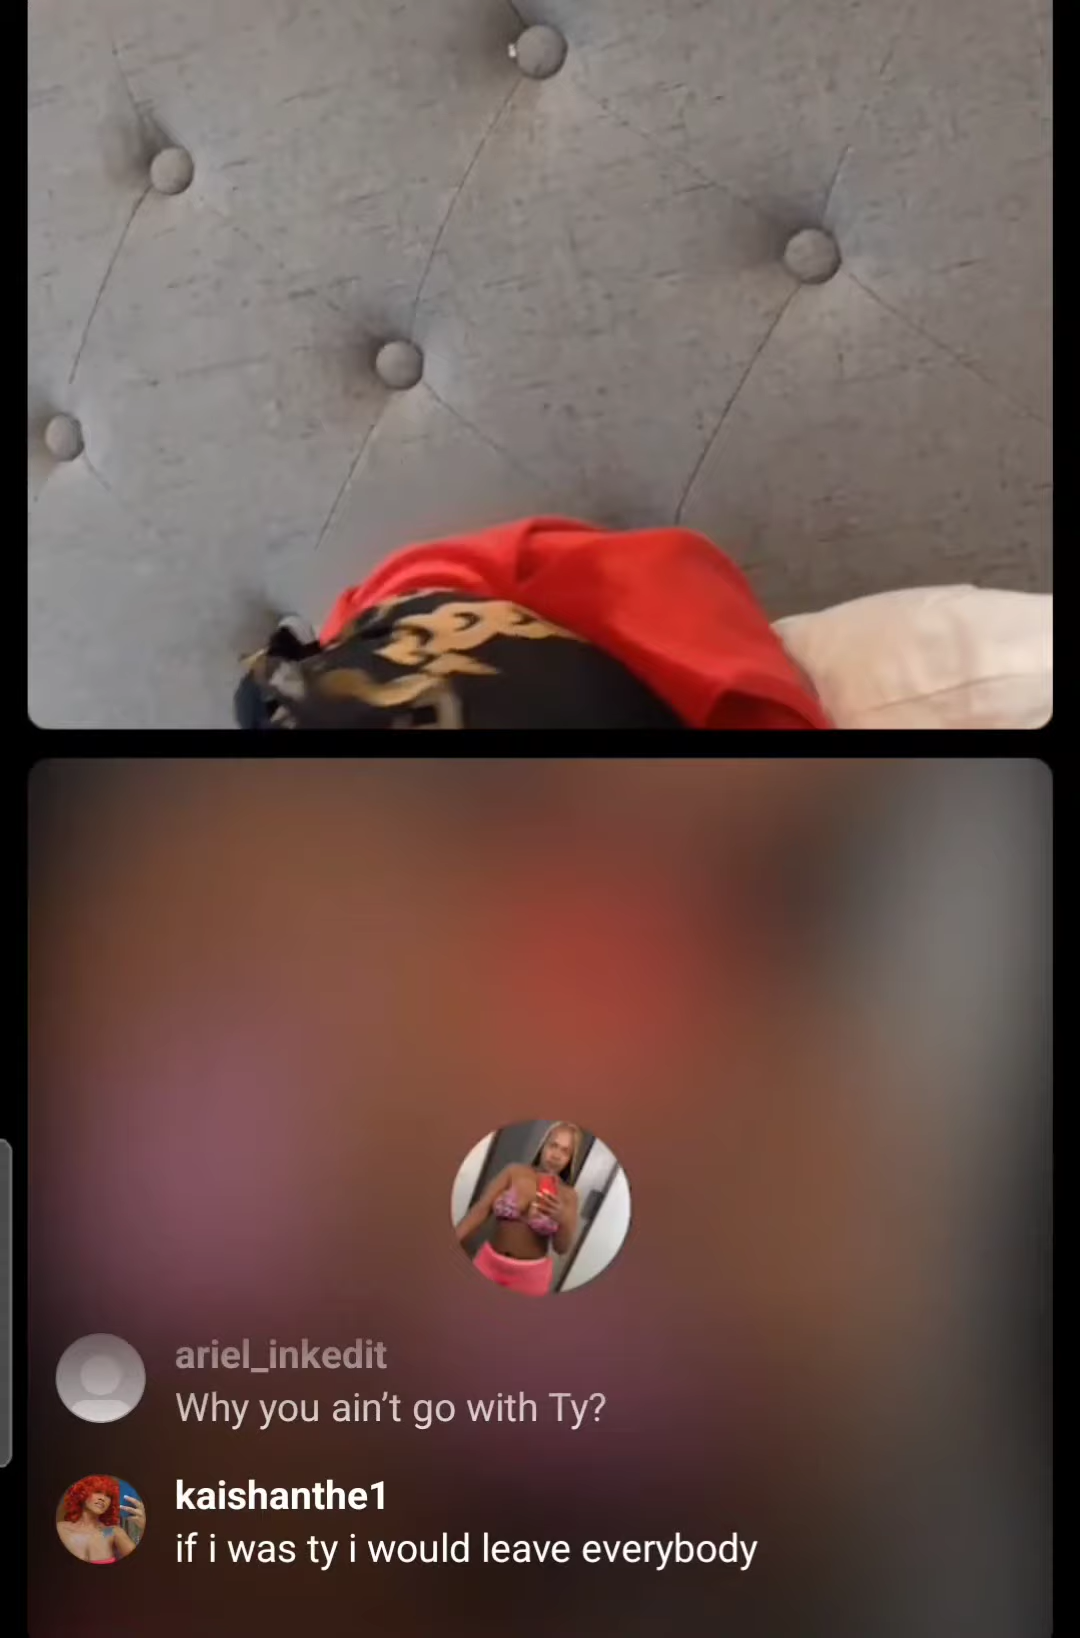 ariel_inkedit
Why you ain’t go with Ty?
kaishanthe1
if i was ty i would leave everybody